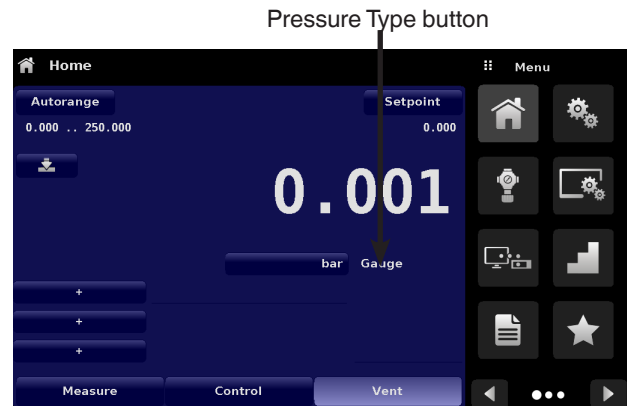 Pressure Type button
Home
Menu
Autorange
Setpoint
0.000 .. 250.000
0.000
0.001
bar
Gauge
+
+
+
Measure
Control
Vent